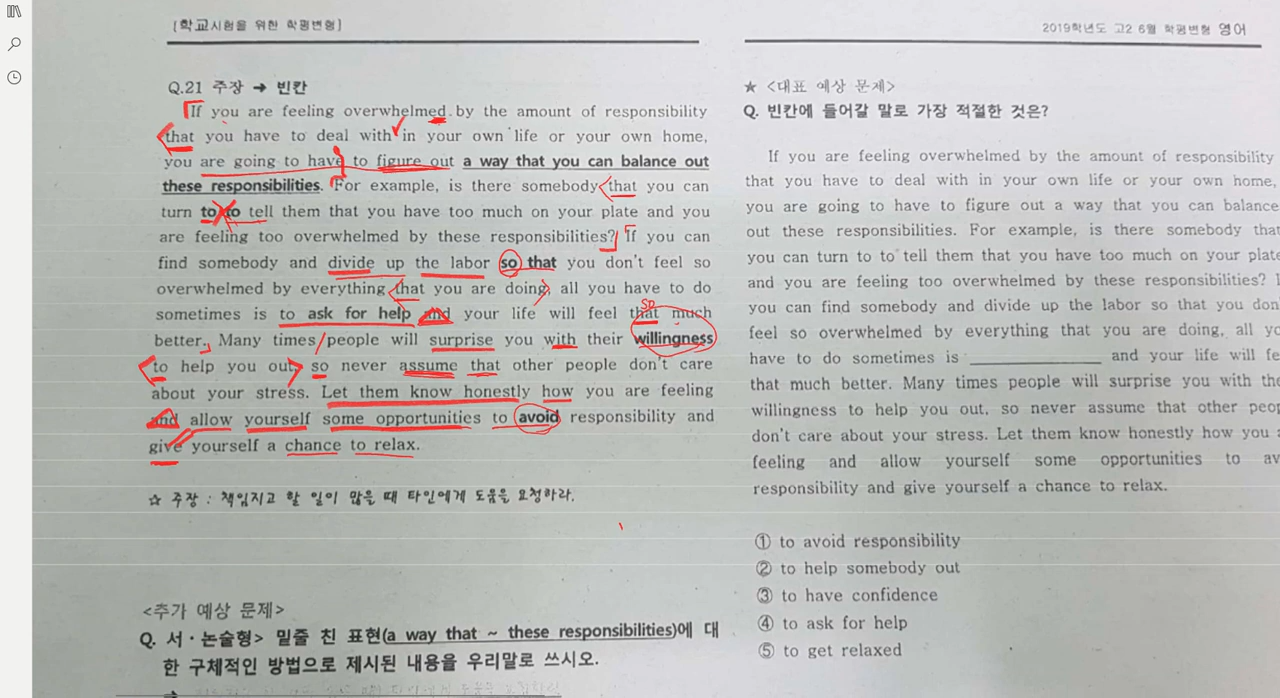 [학교시험을 위한 학평변형]
2019학년도 고2 6월 학평변형 영어
Q.21 주장 ➜ 빈칸
If you are feeling overwhelmed by the amount of responsibility
that you have to deal with in your own life or your own home,
you are going to have to figure out a way that you can balance out
these responsibilities. For example, is there somebody that you can
turn to to tell them that you have too much on your plate and you
are feeling too overwhelmed by these responsibilities? If you can
find somebody and divide up the labor so that you don't feel so
overwhelmed by everything that you are doing, all you have to do
so
sometimes is to ask for help and your life will feel that much
better. Many times people will surprise you with their willingness
to help you out, so never assume that other people don't care
about your stress. Let them know honestly how you are feeling
and allow yourself some opportunities to avoid responsibility and
give yourself a chance to relax.
☆ 주장 : 책임지고 할 일이 많을 때 타인에게 도움을 요청하라.
<추가 예상 문제>
Q. 서·논술형> 밑줄 친 표현(a way that ~ these responsibilities)에 대
한 구체적인 방법으로 제시된 내용을 우리말로 쓰시오.
➜
★ <대표 예상 문제>
Q. 빈칸에 들어갈 말로 가장 적절한 것은?
If you are feeling overwhelmed by the amount of responsibility
that you have to deal with in your own life or your own home,
you are going to have to figure out a way that you can balance
out these responsibilities. For example, is there somebody that
you can turn to to tell them that you have too much on your plate
and you are feeling too overwhelmed by these responsibilities?
you can find somebody and divide up the labor so that you don
feel so overwhelmed by everything that you are doing, all yo
have to do sometimes is ____________ and your life will fe
that much better. Many times people will surprise you with the
willingness to help you out, so never assume that other peop
don't care about your stress. Let them know honestly how you a
feeling and allow yourself some opportunities to av
responsibility and give yourself a chance to relax.
① to avoid responsibility
② to help somebody out
③ to have confidence
④ to ask for help
⑤ to get relaxed